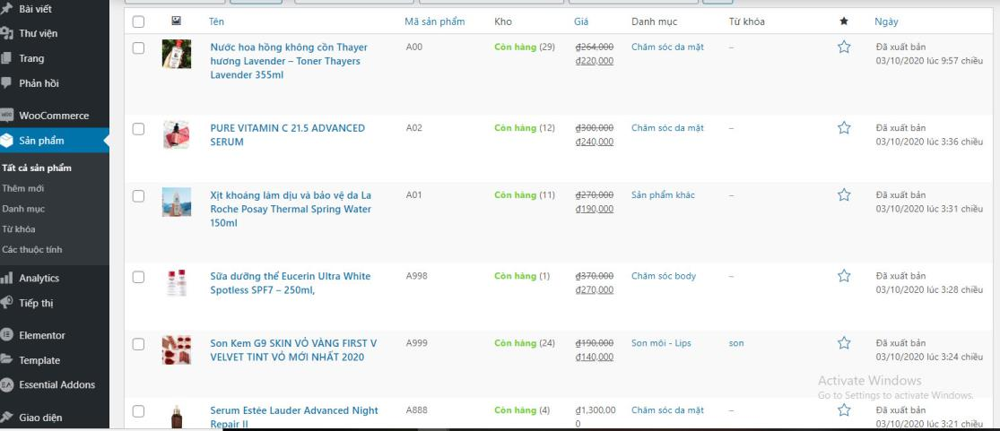 Bài viết
Thư viện
Trang
Phản hồi
WooCommerce
Sản phẩm
Tất cả sản phẩm
Thêm mới
Danh mục
Từ khóa
Các thuộc tính
Analytics
Tiếp thị
Elementor
Template
Essential Addons
Giao diện
Tên Mã sản phẩm Kho Giá Danh mục Từ khóa Ngày
Nước hoa hồng không cồn Thayer A00 Còn hàng (29) ₫264,000 Chăm sóc da mặt – Đã xuất bản
hương Lavender – Toner Thayers ₫220,000 03/10/2020 lúc 9:57 chiều
Lavender 355ml
PURE VITAMIN C 21.5 ADVANCED A02 Còn hàng (12) ₫300,000 Chăm sóc da mặt – Đã xuất bản
SERUM ₫240,000 03/10/2020 lúc 3:36 chiều
Xịt khoáng làm dịu và bảo vệ da La A01 Còn hàng (11) ₫270,000 Sản phẩm khác – Đã xuất bản
Roche Posay Thermal Spring Water ₫190,000 03/10/2020 lúc 3:31 chiều
150ml
Sữa dưỡng thể Eucerin Ultra White A998 Còn hàng (1) ₫370,000 Chăm sóc body – Đã xuất bản
Spotless SPF7 – 250ml, ₫270,000 03/10/2020 lúc 3:28 chiều
Son Kem G9 SKIN VỎ VÀNG FIRST V A999 Còn hàng (24) ₫190,000 Son môi - Lips son Đã xuất bản
VELVET TINT VỎ MỚI NHẤT 2020 ₫140,000 03/10/2020 lúc 3:24 chiều
Activate Windows
Go to Settings to activate Windows.
Serum Estée Lauder Advanced Night A888 Còn hàng (4) ₫1,300,00 Chăm sóc da mặt – Đã xuất bản
Repair II 0 03/10/2020 lúc 3:21 chiều